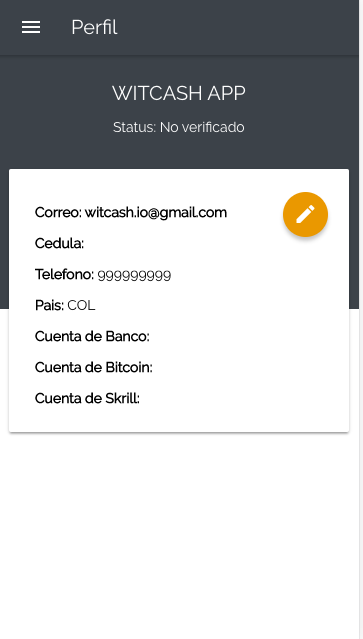 Perfil
WITCASH APP
Status: No verificado
Correo: witcash.io@gmail.com
Cedula:
Telefono: 999999999
Pais: COL
Cuenta de Banco:
Cuenta de Bitcoin:
Cuenta de Skrill: